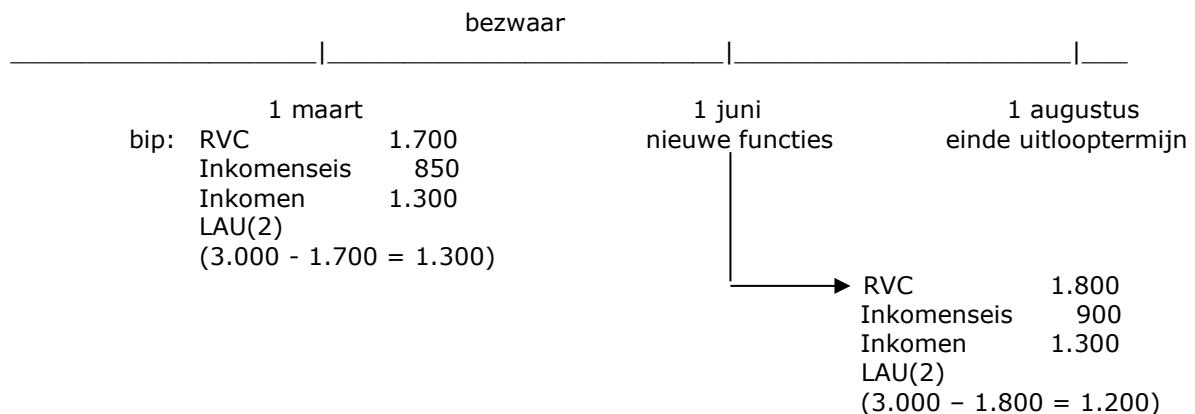 bezwaar
1 maart 1 juni 1 augustus
bip: RVC 1.700 nieuwe functies einde uitlooptermijn
Inkomenseis 850
Inkomen 1.300
LAU(2)
(3.000 - 1.700 = 1.300)
RVC 1.800
Inkomenseis 900
Inkomen 1.300
LAU(2)
(3.000 – 1.800 = 1.200)